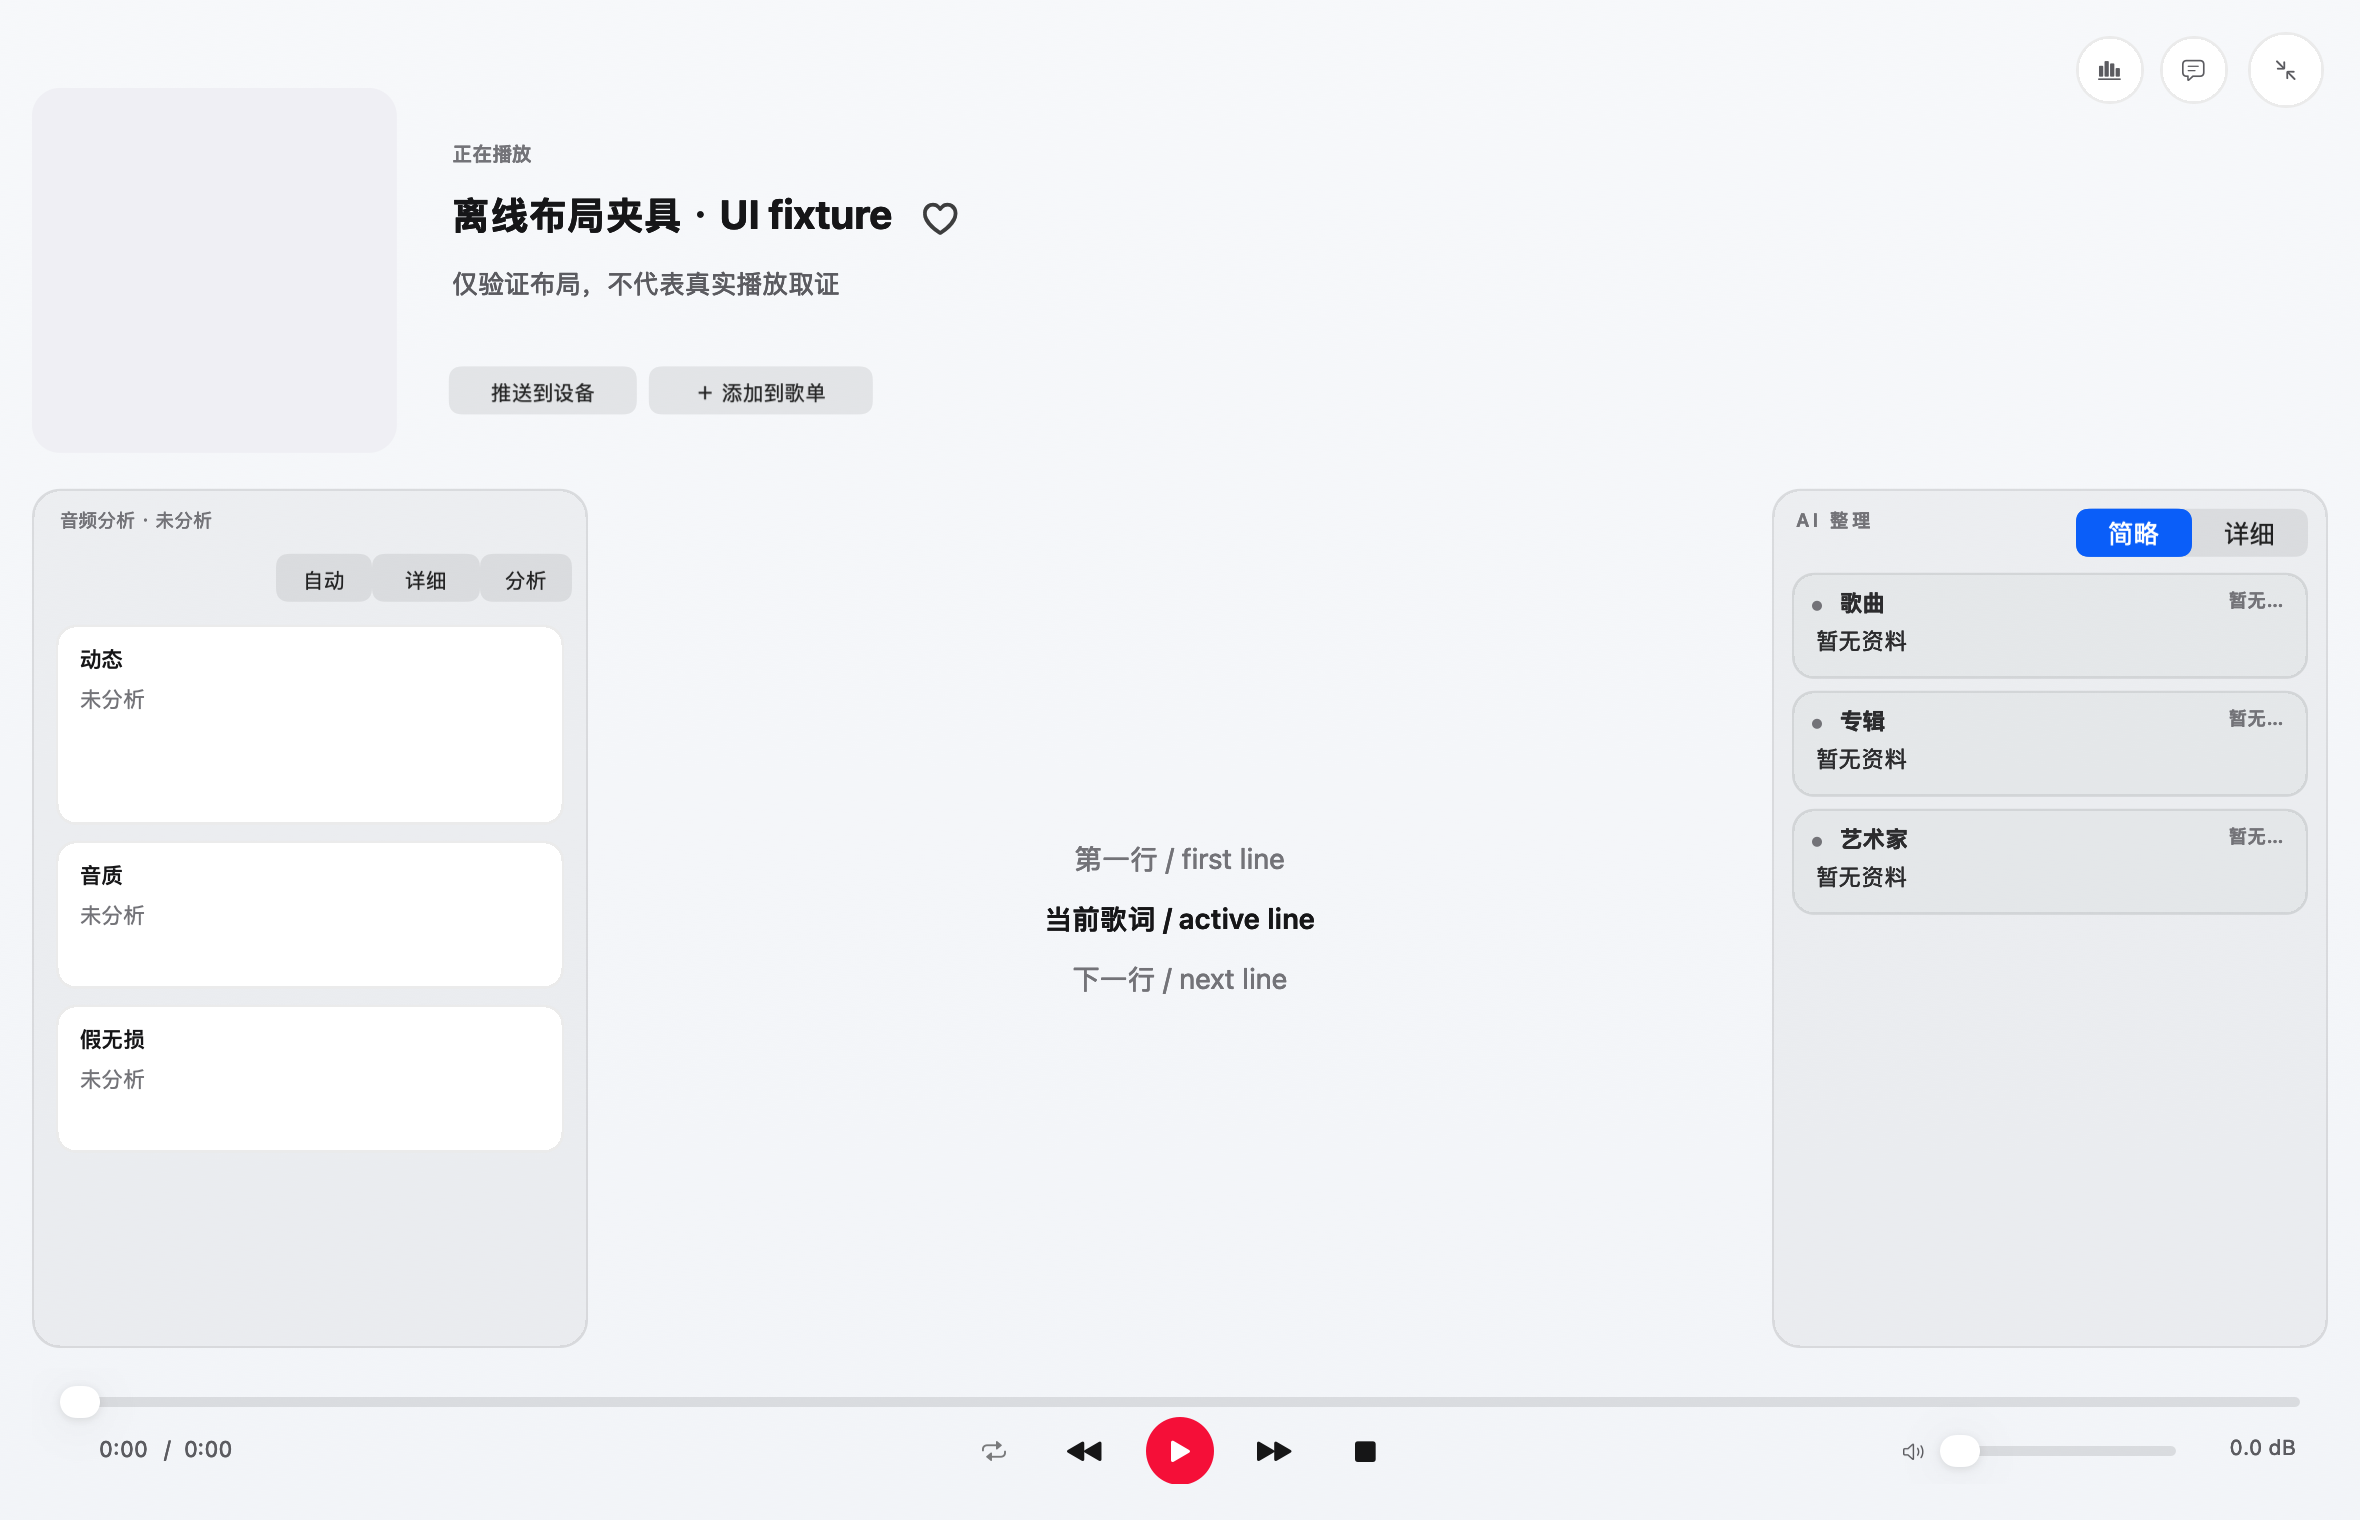 正在播放
离线布局夹具 · UI fixture
仅验证布局，不代表真实播放取证
推送到设备
+ 添加到歌单
音频分析 · 未分析
自动 详细 分析
动态
未分析
音质
未分析
假无损
未分析
第一行 / first line
当前歌词 / active line
下一行 / next line
AI 整理
简略 详细
歌曲 暂无...
暂无资料
专辑 暂无...
暂无资料
艺术家 暂无...
暂无资料
0:00 / 0:00
0.0 dB